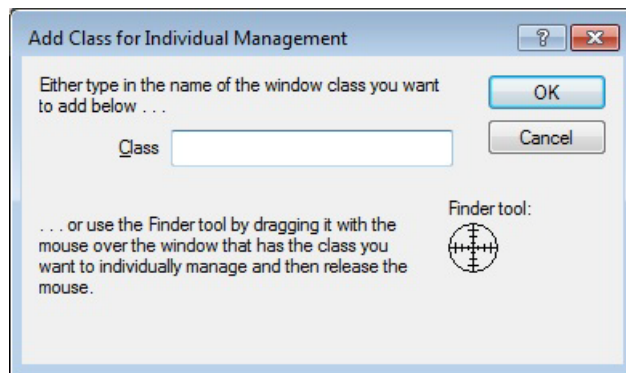 Add Class for Individual Management
Either type in the name of the window class you want
to add below . . .
OK
Class
Cancel
. . . or use the Finder tool by dragging it with the
mouse over the window that has the class you
want to individually manage and then release the
mouse.
Finder tool: